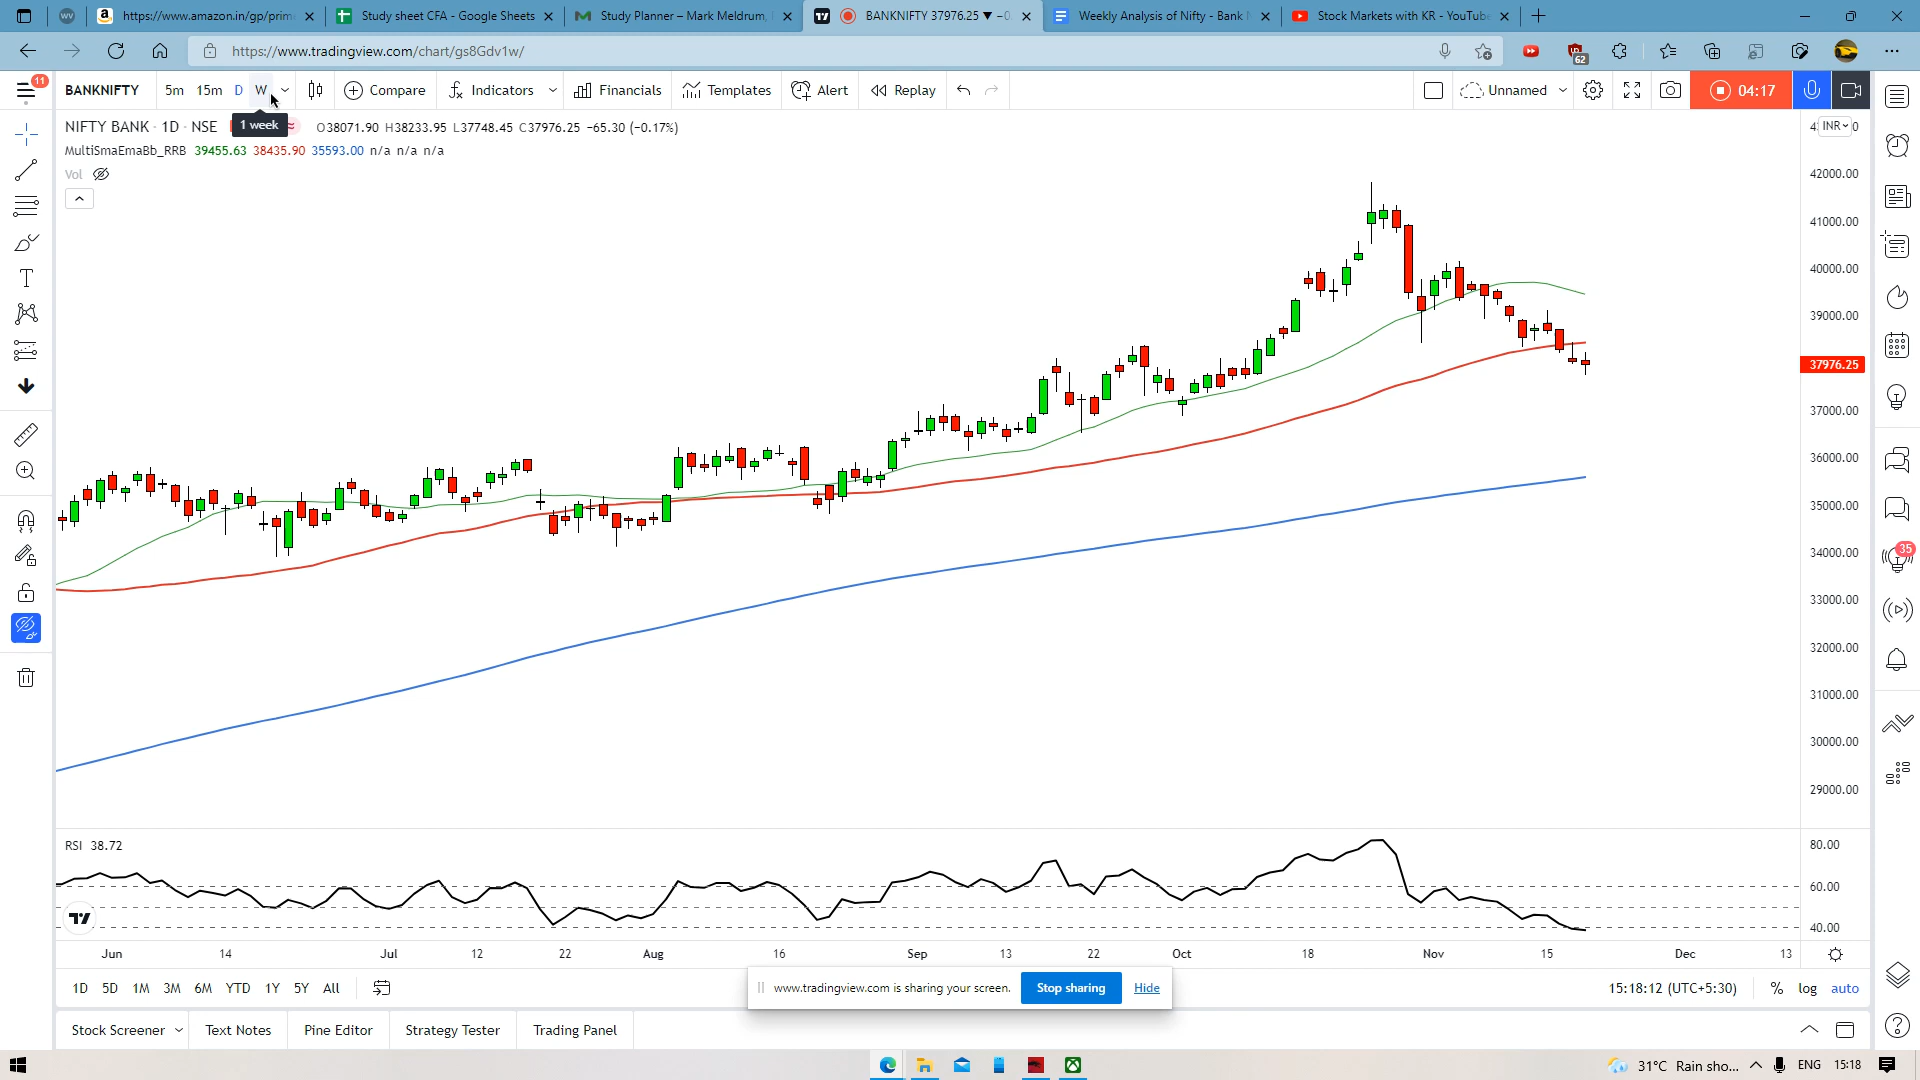 https://www.amazon.in/gp/prim
Study sheet CFA - Google Sheets
Study Planner – Mark Meldrum,
BANKNIFTY 37976.25 ▼ −0.
Weekly Analysis of Nifty - Bank
Stock Markets with KR - YouTube
https://www.tradingview.com/chart/gs8Gdv1w/
62
11
BANKNIFTY
5m 15m D W
Compare
Indicators
Financials
Templates
Alert
Replay
Unnamed
04:17
1 week
NIFTY BANK · 1D · NSE
O38071.90 H38233.95 L37748.45 C37976.25 −65.30 (−0.17%)
MultiSmaEmaBb_RRB 39455.63 38435.90 35593.00 n/a n/a n/a
Vol
INR
42000.00
41000.00
40000.00
39000.00
37976.25
37000.00
36000.00
35000.00
34000.00
33000.00
32000.00
31000.00
30000.00
29000.00
35
RSI 38.72
80.00
60.00
40.00
Jun 14 Jul 12 22 Aug 16 Sep 13 22 Oct 18 Nov 15 Dec 13
1D 5D 1M 3M 6M YTD 1Y 5Y All
www.tradingview.com is sharing your screen.
Stop sharing
Hide
15:18:12 (UTC+5:30)
% log auto
Stock Screener
Text Notes
Pine Editor
Strategy Tester
Trading Panel
31°C Rain sho...
ENG
15:18